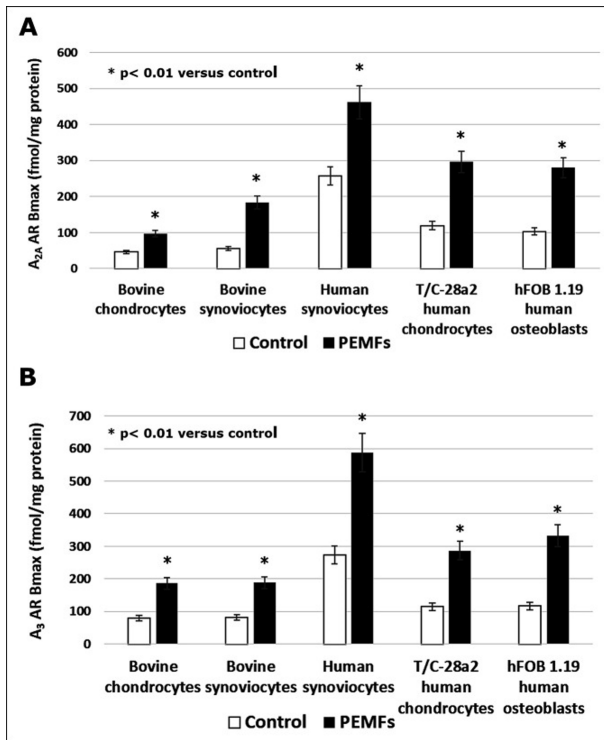 A
A2A AR Bmax (fmol/mg protein)
600
* p< 0.01 versus control
500
400
300
200
100
0
* * * * *
Bovine chondrocytes
Bovine synoviocytes
Human synoviocytes
T/C-28a2 human chondrocytes
hFOB 1.19 human osteoblasts
Control PEMFs
B
A3 AR Bmax (fmol/mg protein)
700
* p< 0.01 versus control
600
500
400
300
200
100
0
* * * * *
Bovine chondrocytes
Bovine synoviocytes
Human synoviocytes
T/C-28a2 human chondrocytes
hFOB 1.19 human osteoblasts
Control PEMFs